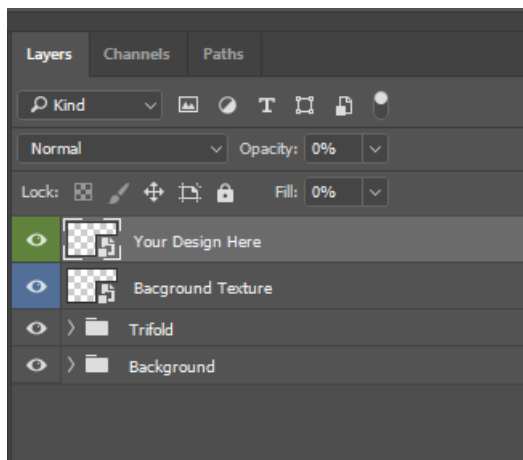 Layers Channels Paths
Kind T
Normal Opacity: 0%
Lock: Fill: 0%
Your Design Here
Bacground Texture
Trifold
Background